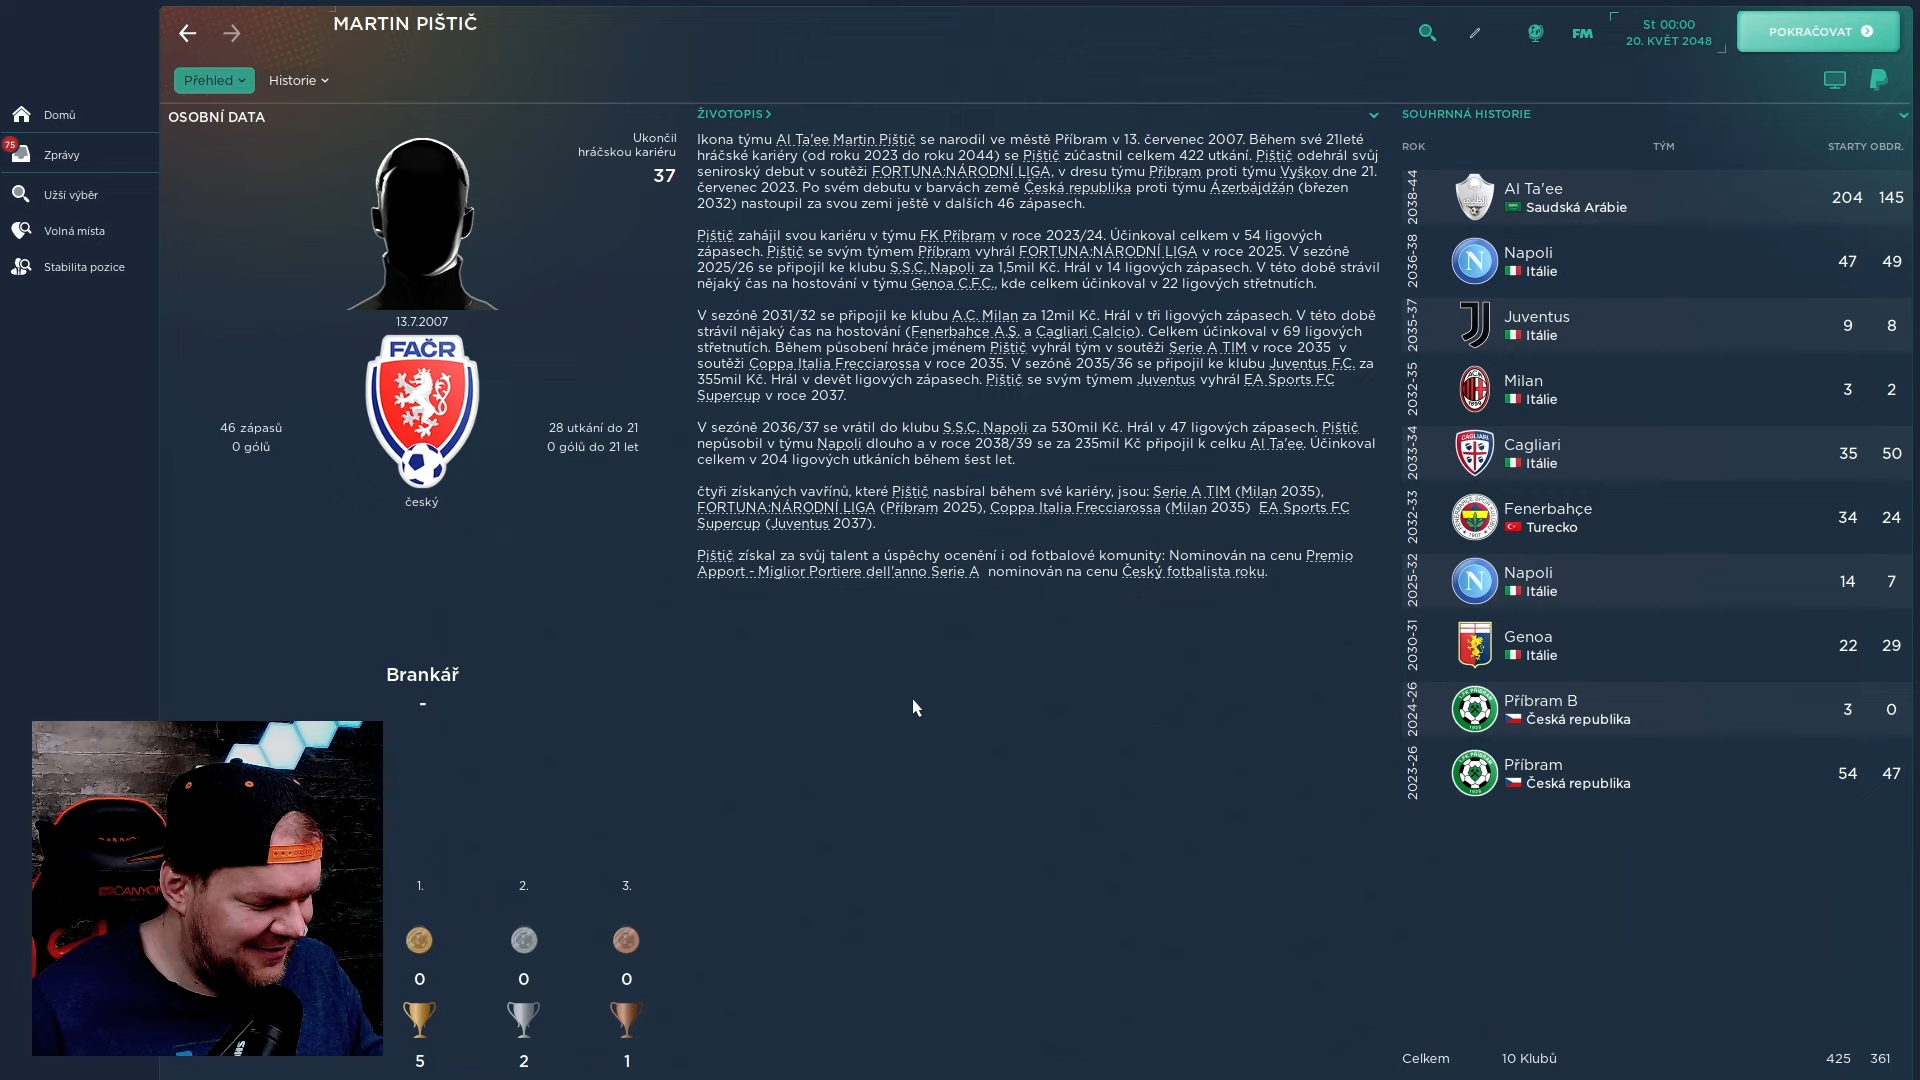 MARTIN PIŠTIČ
St 00:00
20. KVĚT 2048
FM
POKRAČOVAT
Přehled
Historie
Domů
75
Zprávy
Užší výběr
Volná místa
Stabilita pozice
OSOBNÍ DATA
Ukončil
hráčskou kariéru
37
13.7.2007
FAČR
46 zápasů
0 gólů
28 utkání do 21
0 gólů do 21 let
český
Brankář
-
1.
2.
3.
0
0
0
5
2
1
CANYON
ŽIVOTOPIS
Ikona týmu Al Ta'ee Martin Pištič se narodil ve městě Příbram v 13. červenec 2007. Během své 21leté
hráčské kariéry (od roku 2023 do roku 2044) se Pištič zúčastnil celkem 422 utkání. Pištič odehrál svůj
seniroský debut v soutěži FORTUNA:NÁRODNÍ LIGA, v dresu týmu Příbram proti týmu Vyškov dne 21.
červenec 2023. Po svém debutu v barvách země Česká republika proti týmu Ázerbájdžán (březen
2032) nastoupil za svou zemi ještě v dalších 46 zápasech.
Pištič zahájil svou kariéru v týmu FK Příbram v roce 2023/24. Účinkoval celkem v 54 ligových
zápasech. Pištič se svým týmem Příbram vyhrál FORTUNA:NÁRODNÍ LIGA v roce 2025. V sezóně
2025/26 se připojil ke klubu S.S.C. Napoli za 1,5mil Kč. Hrál v 14 ligových zápasech. V této době strávil
nějaký čas na hostování v týmu Genoa C.F.C., kde celkem účinkoval v 22 ligových střetnutích.
V sezóně 2031/32 se připojil ke klubu A.C. Milan za 12mil Kč. Hrál v tři ligových zápasech. V této době
strávil nějaký čas na hostování (Fenerbahçe A.S. a Cagliari Calcio). Celkem účinkoval v 69 ligových
střetnutích. Během působení hráče jménem Pištič vyhrál tým v soutěži Serie A TIM v roce 2035  v
soutěži Coppa Italia Frecciarossa v roce 2035. V sezóně 2035/36 se připojil ke klubu Juventus F.C. za
355mil Kč. Hrál v devět ligových zápasech. Pištič se svým týmem Juventus vyhrál EA Sports FC
Supercup v roce 2037.
V sezóně 2036/37 se vrátil do klubu S.S.C. Napoli za 530mil Kč. Hrál v 47 ligových zápasech. Pištič
nepůsobil v týmu Napoli dlouho a v roce 2038/39 se za 235mil Kč připojil k celku Al Ta'ee. Účinkoval
celkem v 204 ligových utkáních během šest let.
čtyři získaných vavřínů, které Pištič nasbíral během své kariéry, jsou: Serie A TIM (Milan 2035),
FORTUNA:NÁRODNÍ LIGA (Příbram 2025), Coppa Italia Frecciarossa (Milan 2035)  EA Sports FC
Supercup (Juventus 2037).
Pištič získal za svůj talent a úspěchy ocenění i od fotbalové komunity: Nominován na cenu Premio
Apport - Miglior Portiere dell'anno Serie A  nominován na cenu Český fotbalista roku.
SOUHRNNÁ HISTORIE
ROK TÝM STARTY OBDR.
2038-44 Al Ta'ee 204 145
Saudská Arábie
2036-38 Napoli 47 49
Itálie
2035-37 Juventus 9 8
Itálie
2032-35 Milan 3 2
Itálie
2033-34 Cagliari 35 50
Itálie
2032-33 Fenerbahçe 34 24
Turecko
2025-32 Napoli 14 7
Itálie
2030-31 Genoa 22 29
Itálie
2024-26 Příbram B 3 0
Česká republika
2023-26 Příbram 54 47
Česká republika
Celkem 10 Klubů 425 361